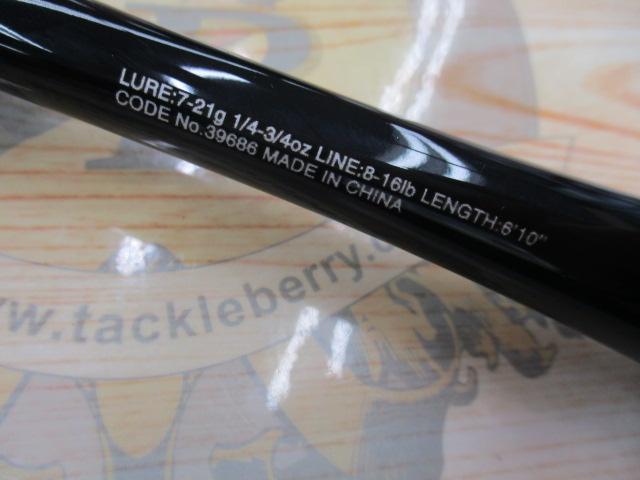 LURE:7-21g 1/4-3/4oz LINE:8-16lb LENGTH:6'10"
CODE No.39686 MADE IN CHINA
www.tackleberry.c